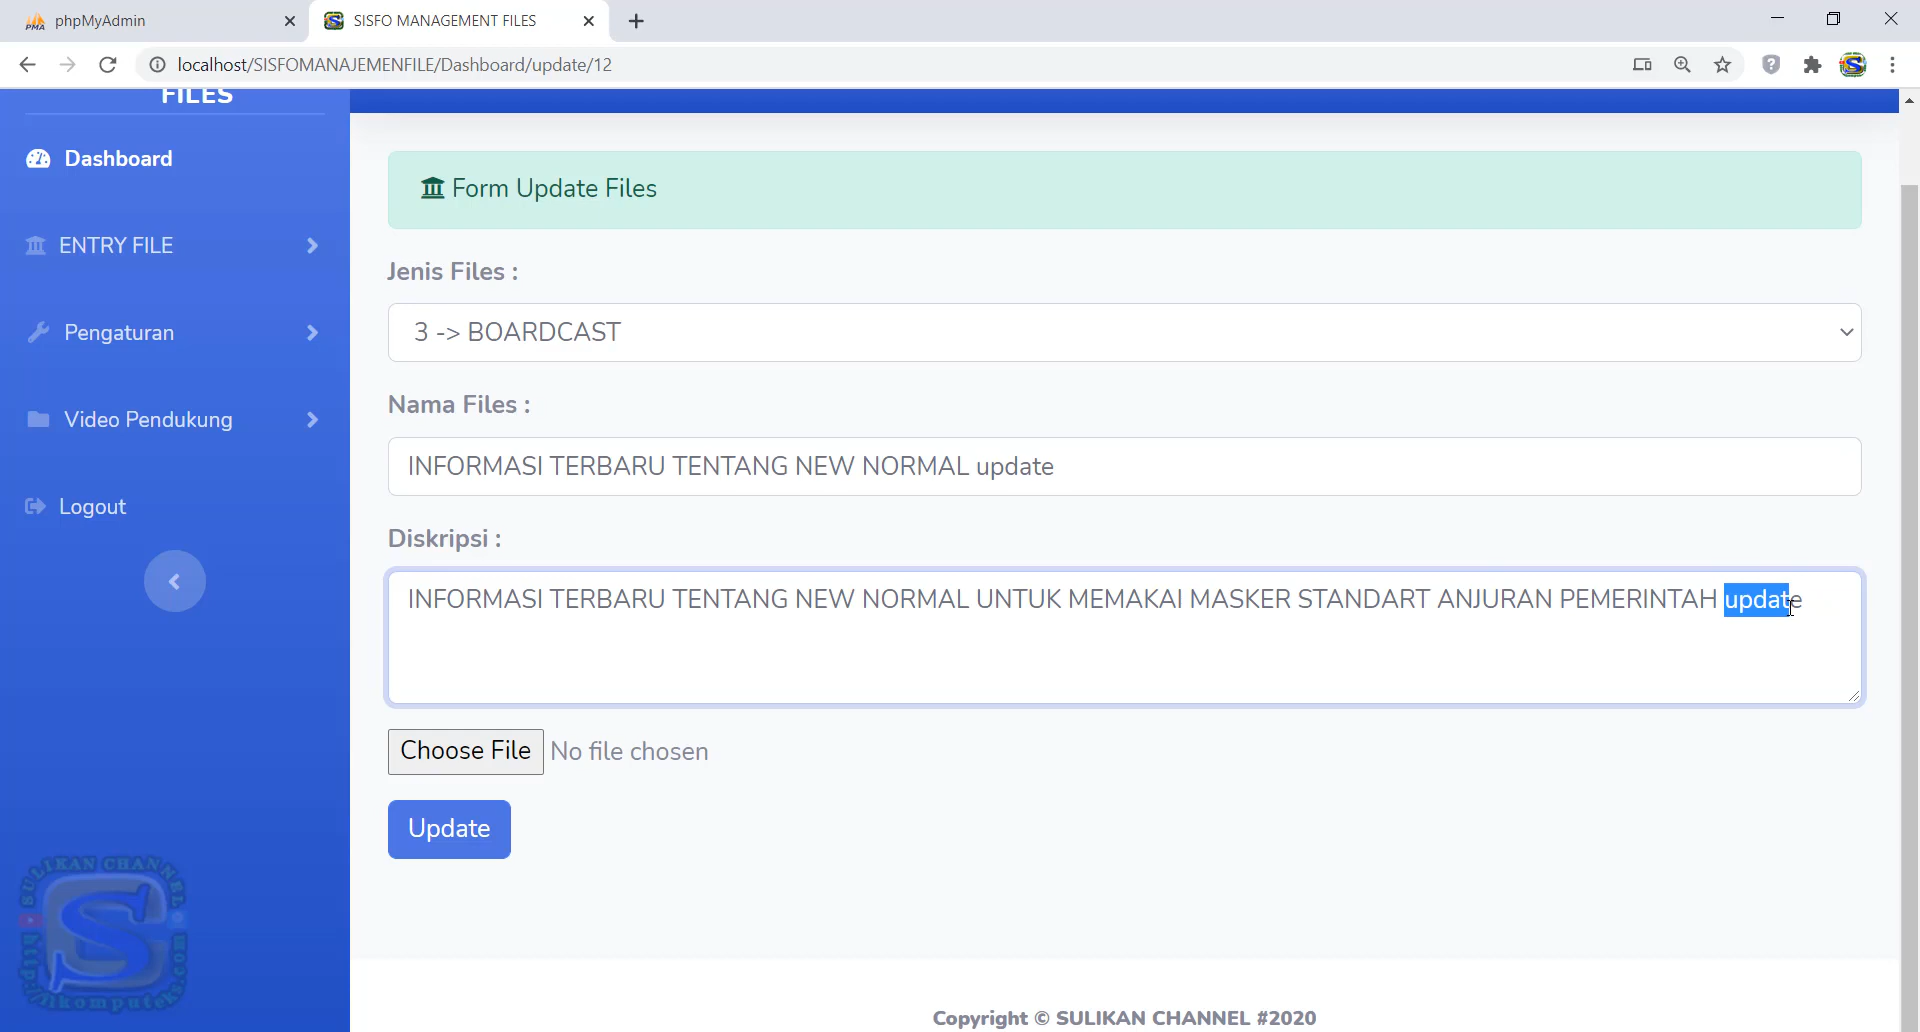 phpMyAdmin
SISFO MANAGEMENT FILES
localhost/SISFOMANAJEMENFILE/Dashboard/update/12
FILES
Dashboard
ENTRY FILE
Pengaturan
Video Pendukung
Logout
Form Update Files
Jenis Files :
3 -> BOARDCAST
Nama Files :
INFORMASI TERBARU TENTANG NEW NORMAL update
Diskripsi :
INFORMASI TERBARU TENTANG NEW NORMAL UNTUK MEMAKAI MASKER STANDART ANJURAN PEMERINTAH update
Choose File No file chosen
Update
SULIKAN CHANNEL
Copyright © SULIKAN CHANNEL #2020